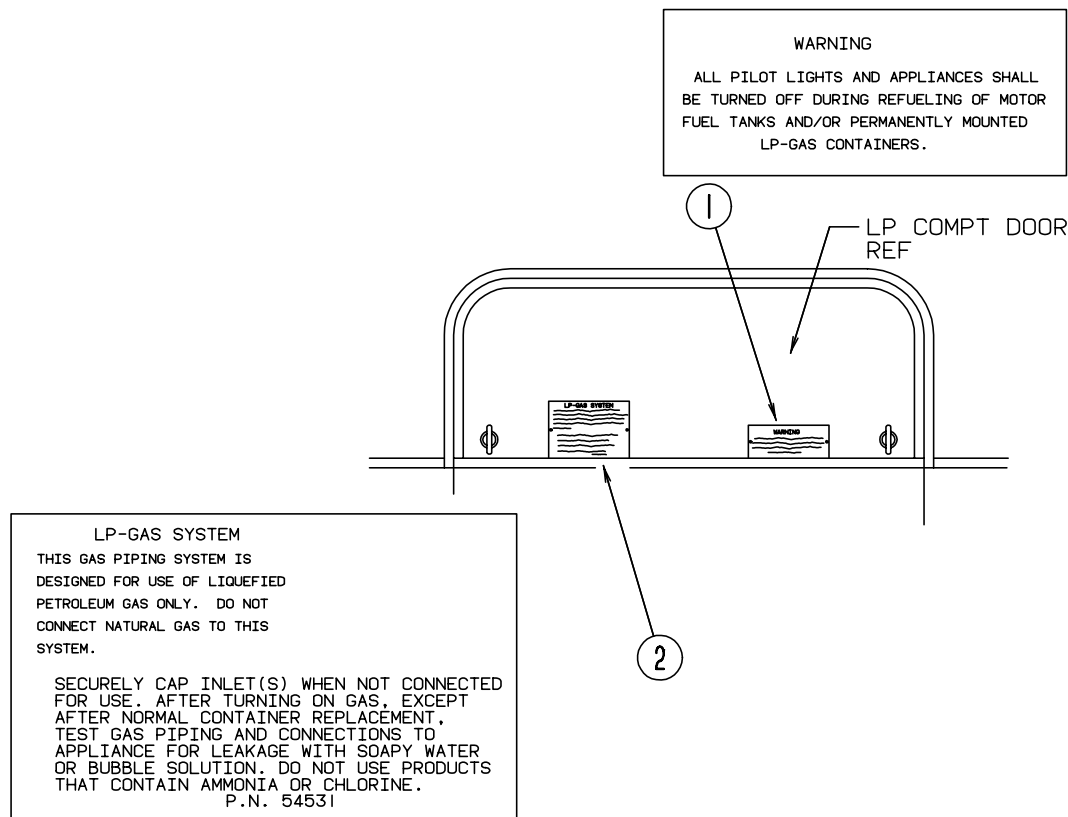 WARNING
ALL PILOT LIGHTS AND APPLIANCES SHALL
BE TURNED OFF DURING REFUELING OF MOTOR
FUEL TANKS AND/OR PERMANENTLY MOUNTED
LP-GAS CONTAINERS.
1
LP COMPT DOOR
REF
LP-GAS SYSTEM
WARNING
2
LP-GAS SYSTEM
THIS GAS PIPING SYSTEM IS
DESIGNED FOR USE OF LIQUEFIED
PETROLEUM GAS ONLY. DO NOT
CONNECT NATURAL GAS TO THIS
SYSTEM.
SECURELY CAP INLET(S) WHEN NOT CONNECTED
FOR USE. AFTER TURNING ON GAS, EXCEPT
AFTER NORMAL CONTAINER REPLACEMENT,
TEST GAS PIPING AND CONNECTIONS TO
APPLIANCE FOR LEAKAGE WITH SOAPY WATER
OR BUBBLE SOLUTION. DO NOT USE PRODUCTS
THAT CONTAIN AMMONIA OR CHLORINE.
P.N. 54531